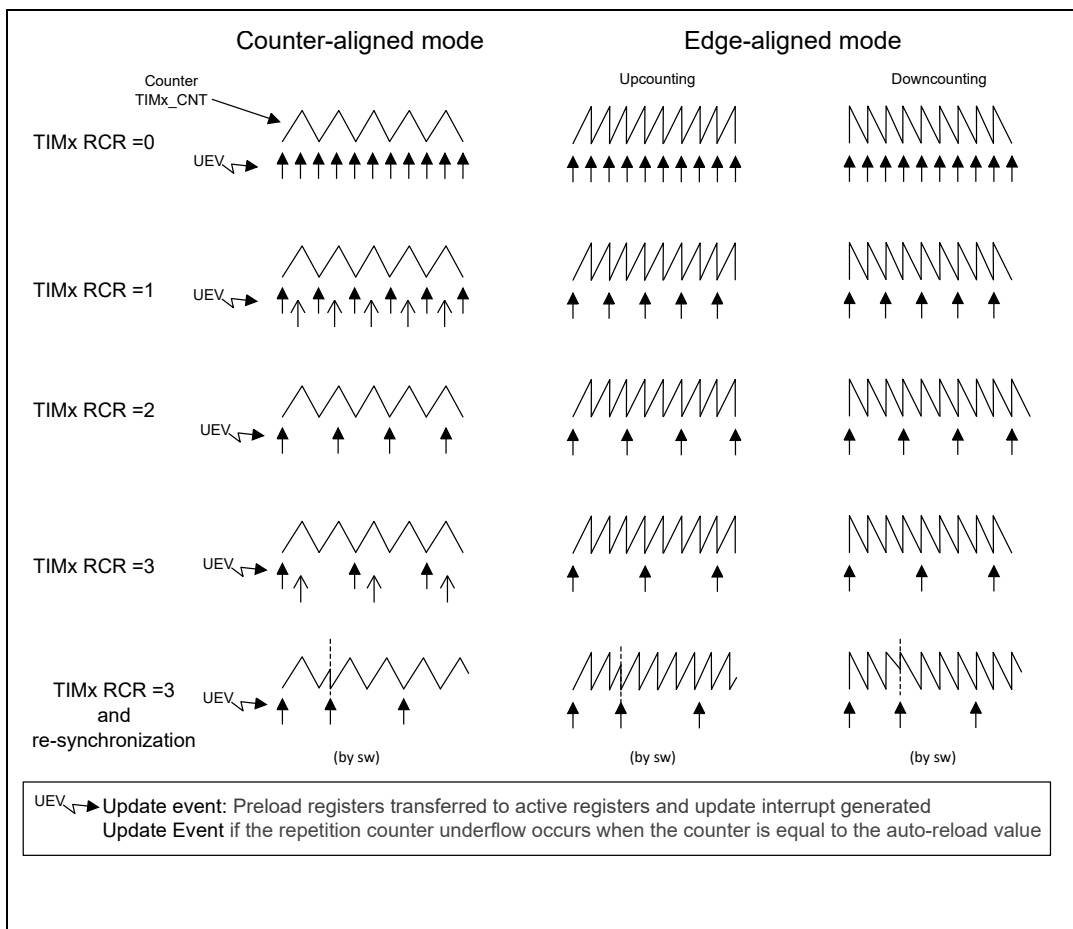 Counter-aligned mode
Edge-aligned mode
Counter
TIMx_CNT
Upcounting
Downcounting
TIMx RCR =0
UEV
TIMx RCR =1
UEV
TIMx RCR =2
UEV
TIMx RCR =3
UEV
TIMx RCR =3
and
re-synchronization
UEV
(by sw)
(by sw)
(by sw)
UEV Update event: Preload registers transferred to active registers and update interrupt generated
Update Event if the repetition counter underflow occurs when the counter is equal to the auto-reload value